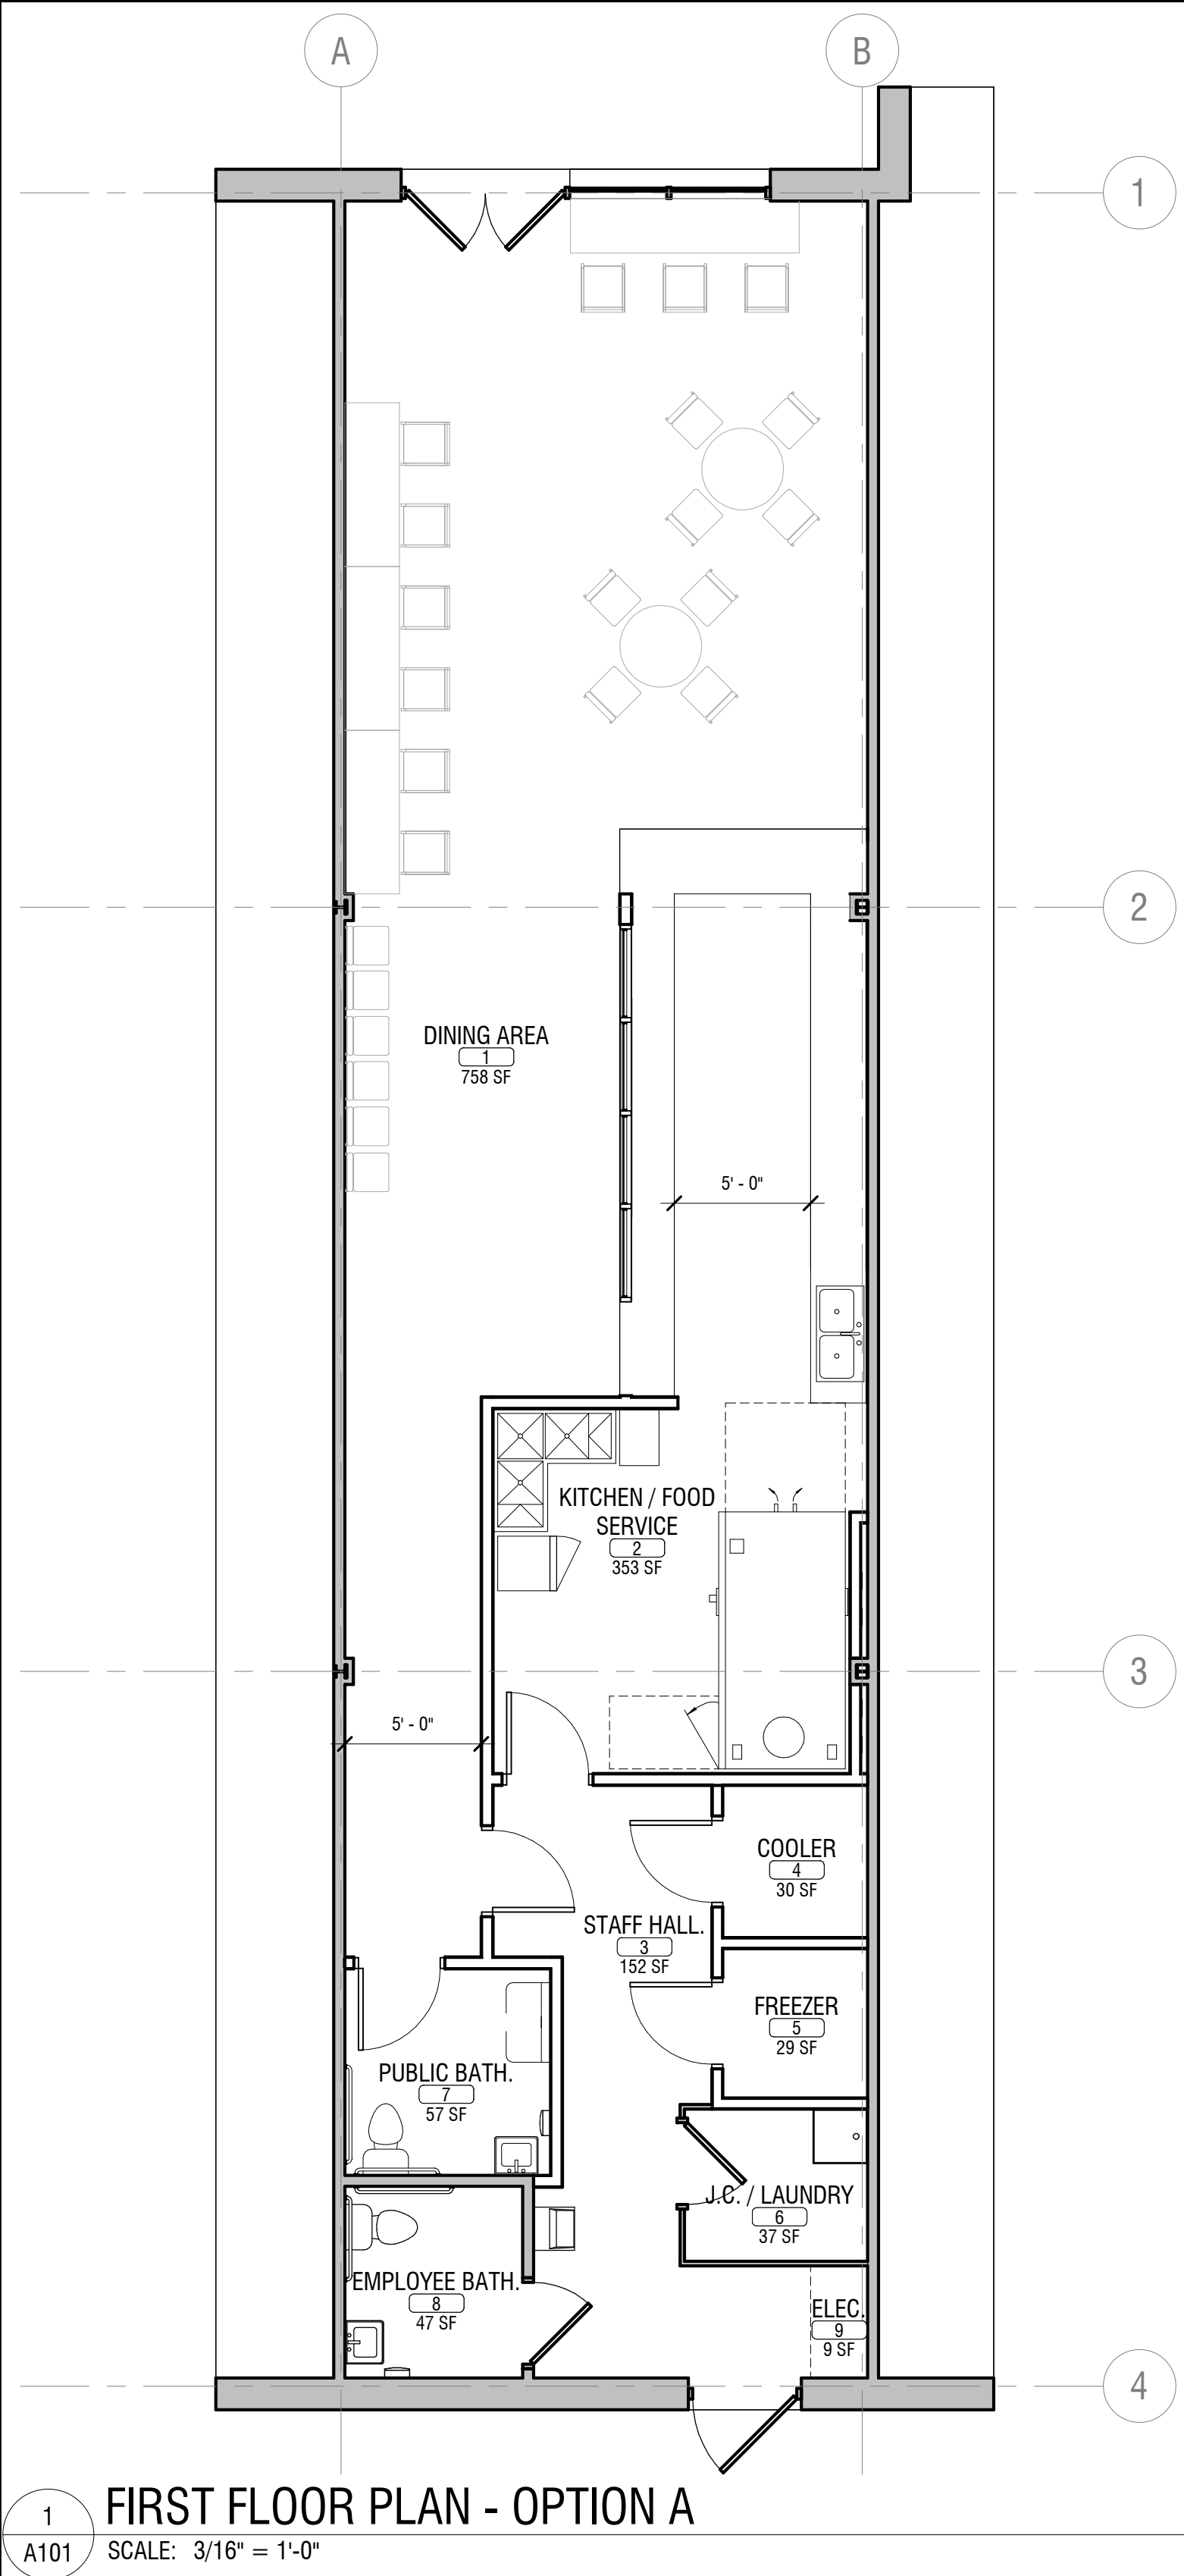 A
B
1
2
DINING AREA
1
758 SF
5' - 0"
KITCHEN / FOOD
SERVICE
2
353 SF
3
5' - 0"
COOLER
4
30 SF
STAFF HALL.
3
152 SF
FREEZER
5
29 SF
PUBLIC BATH.
7
57 SF
J.C. / LAUNDRY
6
37 SF
EMPLOYEE BATH.
8
47 SF
ELEC.
9
9 SF
4
1
A101
FIRST FLOOR PLAN - OPTION A
SCALE: 3/16" = 1'-0"